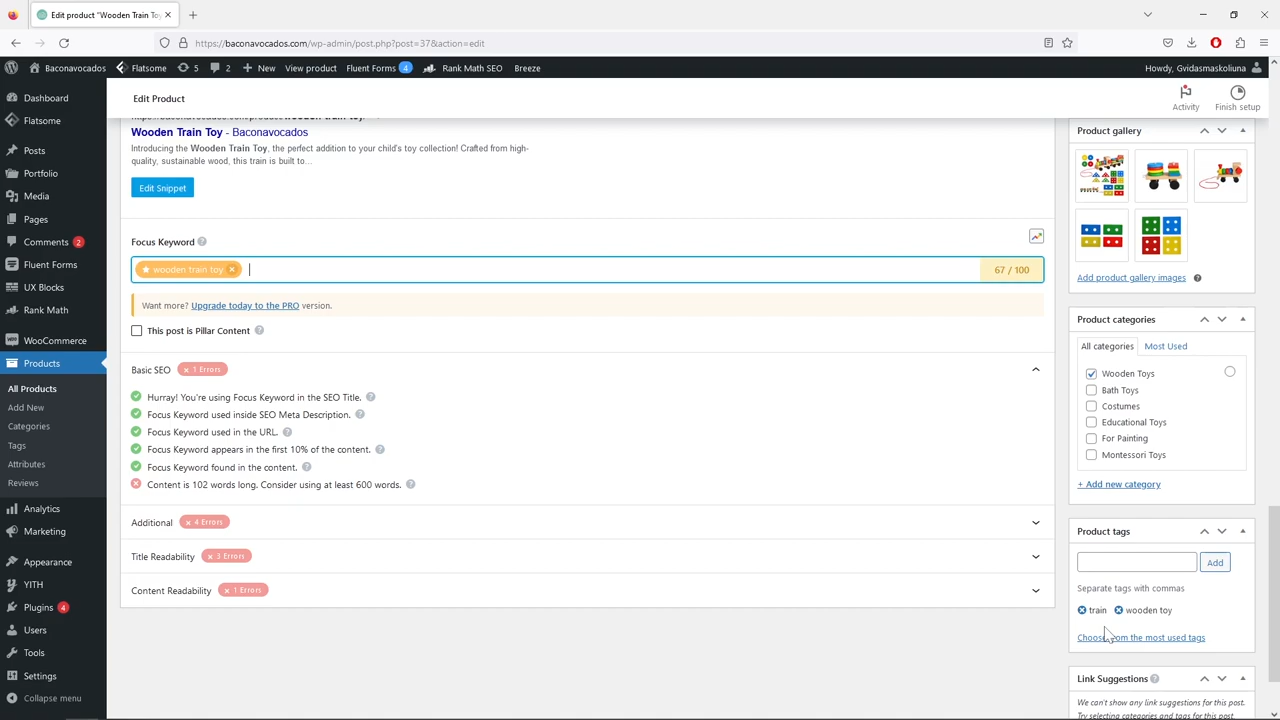 Edit product "Wooden Train To
https://baconavocados.com/wp-admin/post.php?post=37&action=edit
Baconavocados
Flatsome
5
2
New
View product
Fluent Forms 4
Rank Math SEO
Breeze
Howdy, Gvidasmaskoliuna
Dashboard
Flatsome
Posts
Portfolio
Media
Pages
Comments 2
Fluent Forms
UX Blocks
Rank Math
WooCommerce
Products
All Products
Add New
Categories
Tags
Attributes
Reviews
Analytics
Marketing
Appearance
YITH
Plugins 4
Users
Tools
Settings
Collapse menu
Edit Product
Activity
Finish setup
Wooden Train Toy - Baconavocados
Introducing the Wooden Train Toy, the perfect addition to your child's toy collection! Crafted from high-
quality, sustainable wood, this train is built to...
Edit Snippet
Focus Keyword
wooden train toy
67 / 100
Want more? Upgrade today to the PRO version.
This post is Pillar Content
Basic SEO × 1 Errors
Hurray! You're using Focus Keyword in the SEO Title.
Focus Keyword used inside SEO Meta Description.
Focus Keyword used in the URL.
Focus Keyword appears in the first 10% of the content.
Focus Keyword found in the content.
Content is 102 words long. Consider using at least 600 words.
Additional × 4 Errors
Title Readability × 3 Errors
Content Readability × 1 Errors
Product gallery
Add product gallery images
Product categories
All categories
Most Used
Wooden Toys
Bath Toys
Costumes
Educational Toys
For Painting
Montessori Toys
+ Add new category
Product tags
Add
Separate tags with commas
train
wooden toy
Choose from the most used tags
Link Suggestions
We can't show any link suggestions for this post.
Try selecting categories and tags for this post